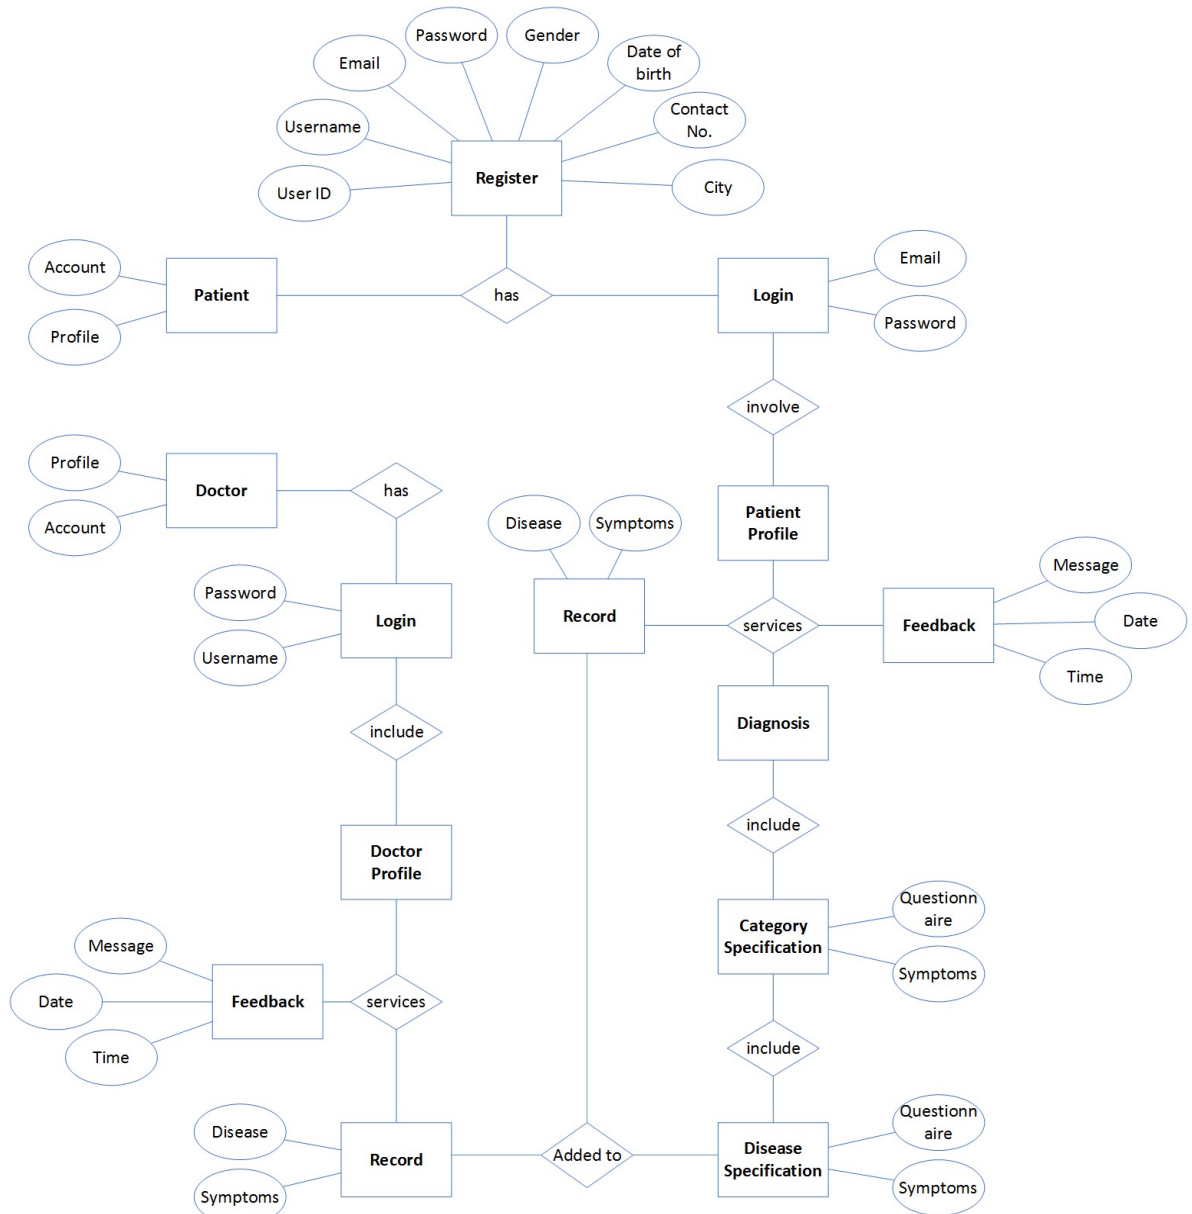 Password
Gender
Email
Date of
birth
Username
Contact
No.
Register
User ID
City
Account
Patient
has
Login
Email
Profile
Password
involve
Profile
Doctor
has
Account
Disease
Symptoms
Patient
Profile
Message
Password
Login
Record
services
Feedback
Date
Username
Time
include
Diagnosis
include
Doctor
Profile
Category
Specification
Questionn
aire
Symptoms
Message
Feedback
services
Date
Time
include
Disease
Record
Symptoms
Added to
Disease
Specification
Questionn
aire
Symptoms